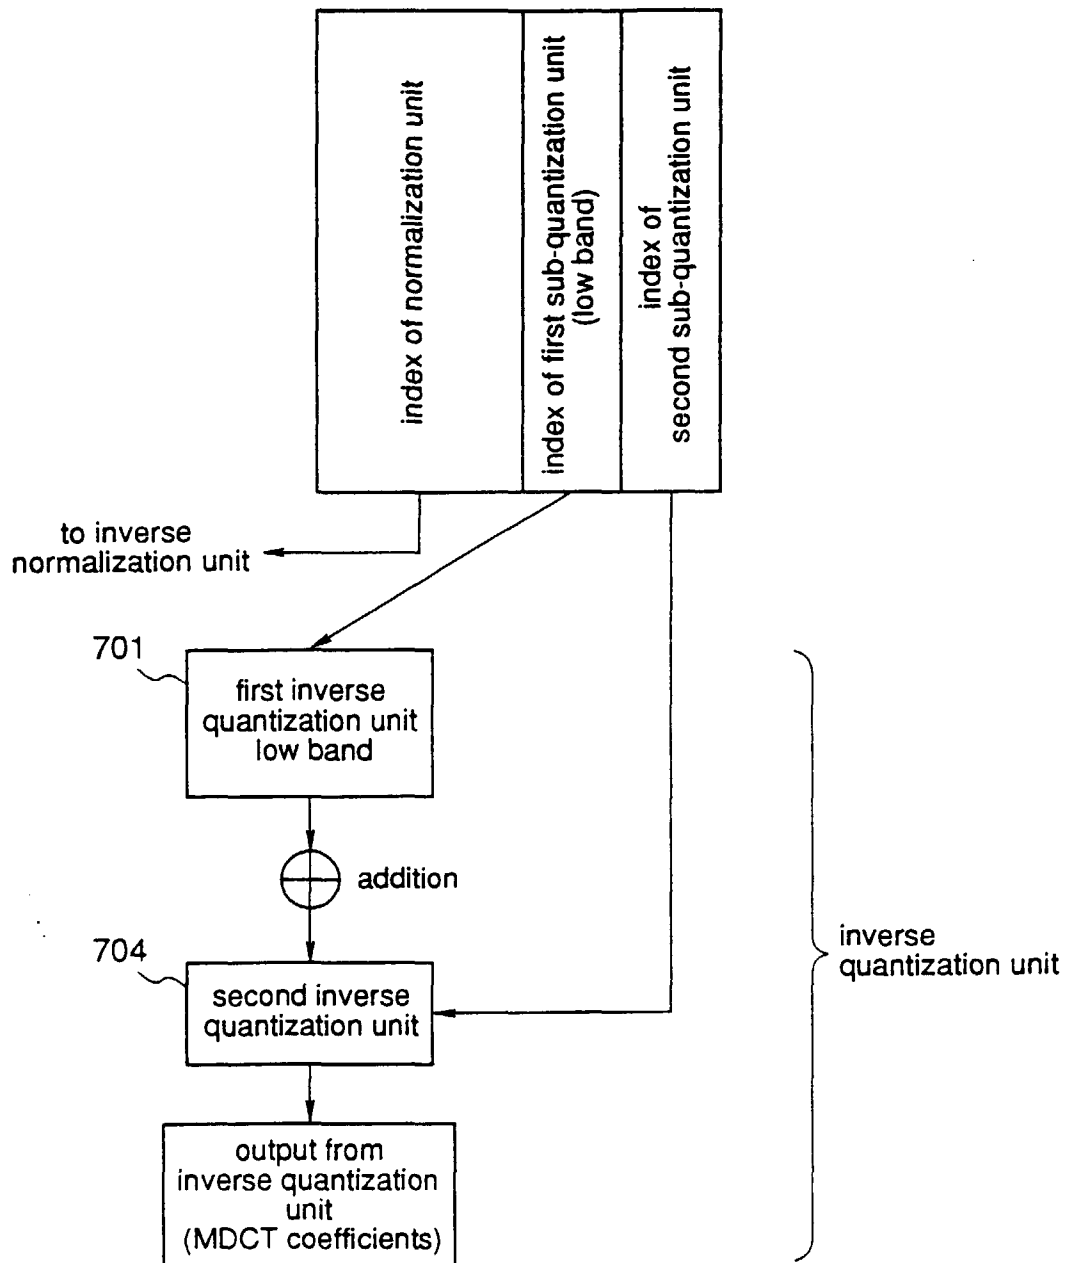 index of normalization unit
index of first sub-quantization unit
(low band)
index of
second sub-quantization unit
to inverse
normalization unit
701
first inverse
quantization unit
low band
addition
704
second inverse
quantization unit
inverse
quantization unit
output from
inverse quantization
unit
(MDCT coefficients)